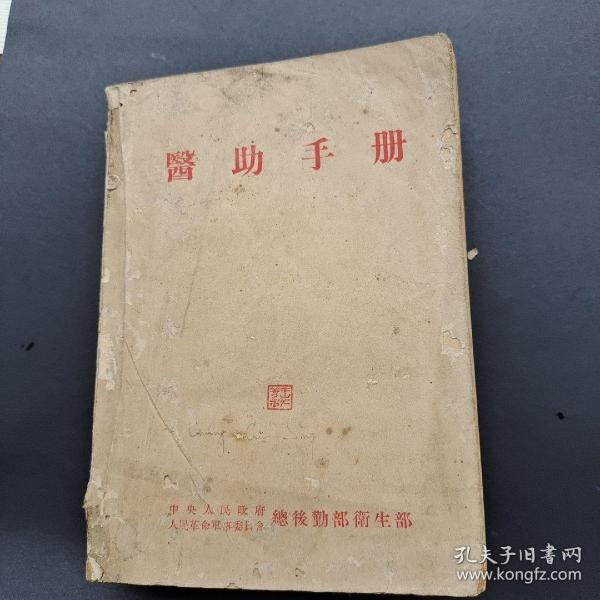 醫助手册
中央人民政府
人民革命軍事委員會
總後勤部衛生部
孔夫子旧书网
www.kongfz.com